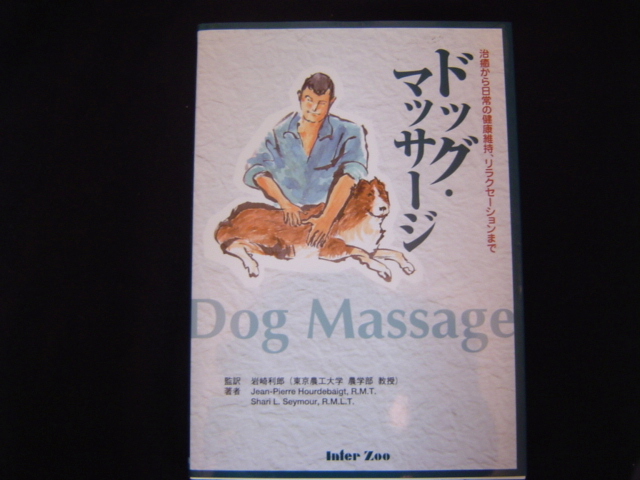 治癒から日常の健康維持、リラクセーションまで
ドッグ・
マッサージ
Dog Massage
監訳 岩崎利郎（東京農工大学 農学部 教授）
著者 Jean-Pierre Hourdebaigt, R.M.T.
Shari L. Seymour, R.M.L.T.
Inter Zoo